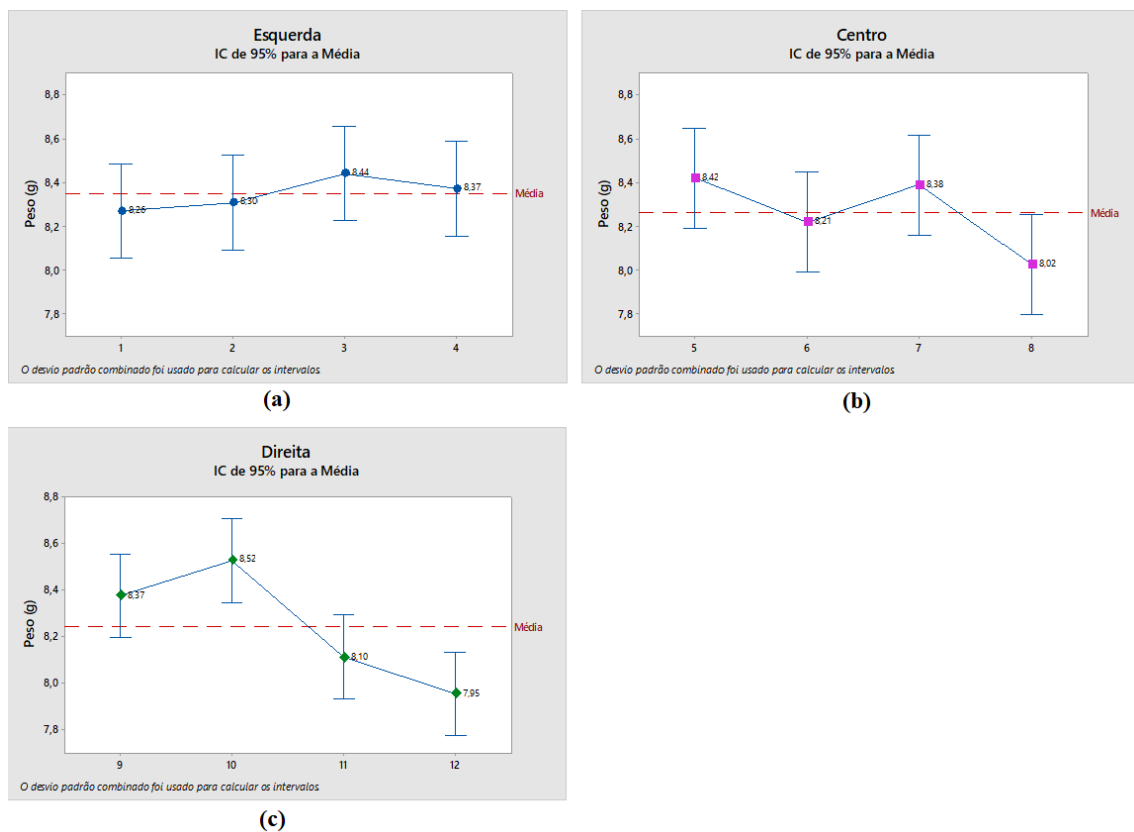 Esquerda
IC de 95% para a Média
8,8
8,6
8,4
8,2
8,0
7,8
Peso (g)
8,26
8,30
8,44
8,37
Média
1 2 3 4
O desvio padrão combinado foi usado para calcular os intervalos.
(a)
Centro
IC de 95% para a Média
8,8
8,6
8,4
8,2
8,0
7,8
Peso (g)
8,42
8,21
8,38
8,02
Média
5 6 7 8
O desvio padrão combinado foi usado para calcular os intervalos.
(b)
Direita
IC de 95% para a Média
8,8
8,6
8,4
8,2
8,0
7,8
Peso (g)
8,37
8,52
8,10
7,95
Média
9 10 11 12
O desvio padrão combinado foi usado para calcular os intervalos.
(c)